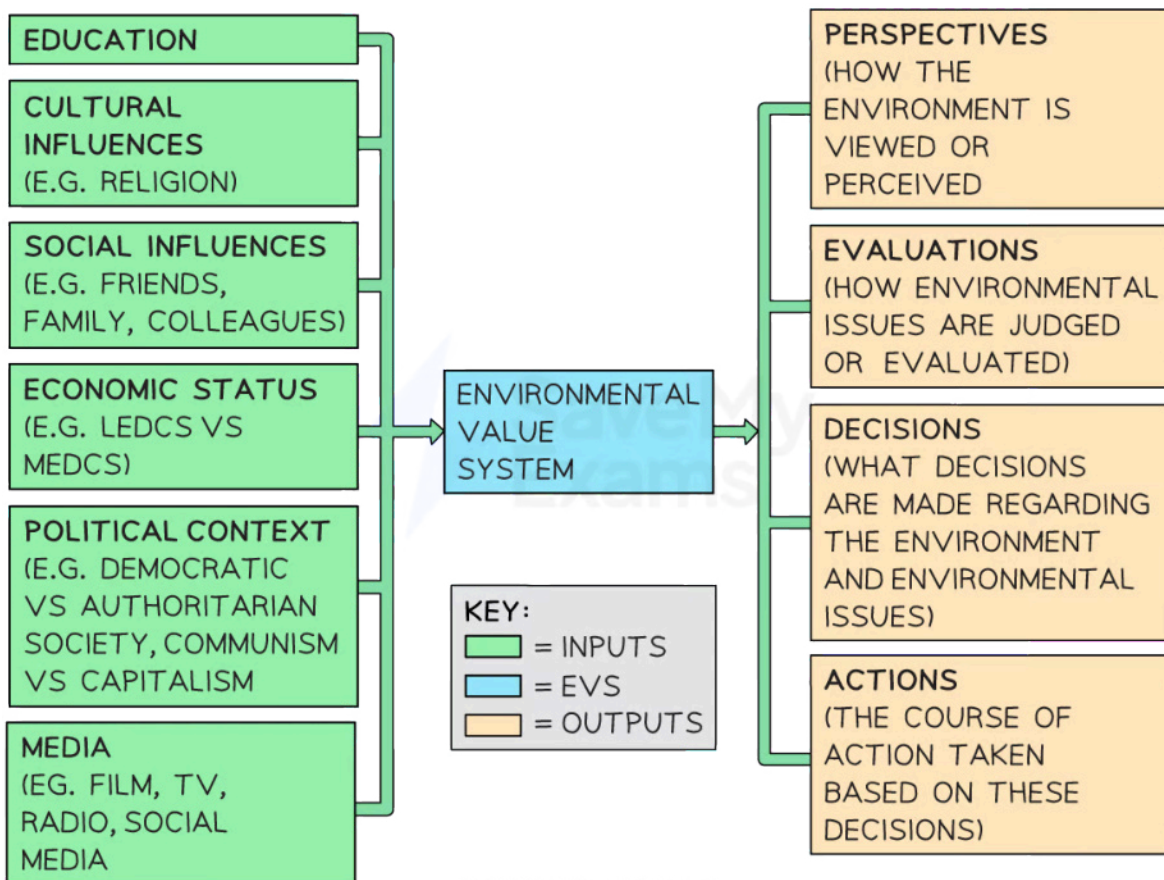 EDUCATION
CULTURAL
INFLUENCES
(E.G. RELIGION)
SOCIAL INFLUENCES
(E.G. FRIENDS,
FAMILY, COLLEAGUES)
ECONOMIC STATUS
(E.G. LEDCS VS
MEDCS)
POLITICAL CONTEXT
(E.G. DEMOCRATIC
VS AUTHORITARIAN
SOCIETY, COMMUNISM
VS CAPITALISM
MEDIA
(EG. FILM, TV,
RADIO, SOCIAL
MEDIA
ENVIRONMENTAL
VALUE
SYSTEM
SaveMy
Exams
KEY:
= INPUTS
= EVS
= OUTPUTS
PERSPECTIVES
(HOW THE
ENVIRONMENT IS
VIEWED OR
PERCEIVED
EVALUATIONS
(HOW ENVIRONMENTAL
ISSUES ARE JUDGED
OR EVALUATED)
DECISIONS
(WHAT DECISIONS
ARE MADE REGARDING
THE ENVIRONMENT
AND ENVIRONMENTAL
ISSUES)
ACTIONS
(THE COURSE OF
ACTION TAKEN
BASED ON THESE
DECISIONS)